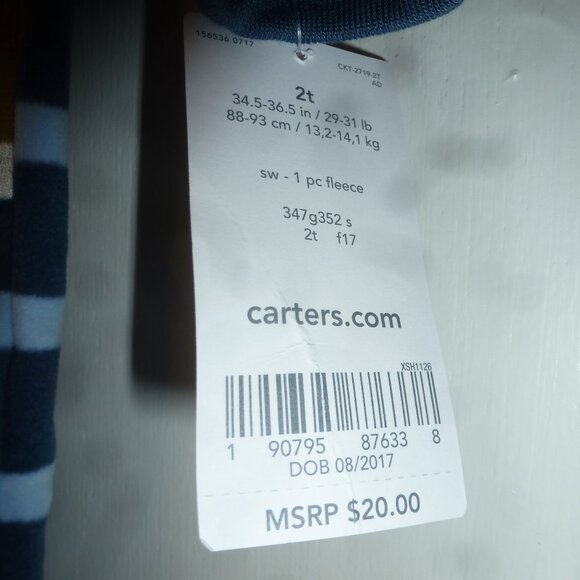 156536 0717
CKT-2719-2T
AD
2t
34.5-36.5 in / 29-31 lb
88-93 cm / 13,2-14,1 kg
sw - 1 pc fleece
347g352 s
2t f17
carters.com
XSH1126
1 90795 87633 8
DOB 08/2017
MSRP $20.00